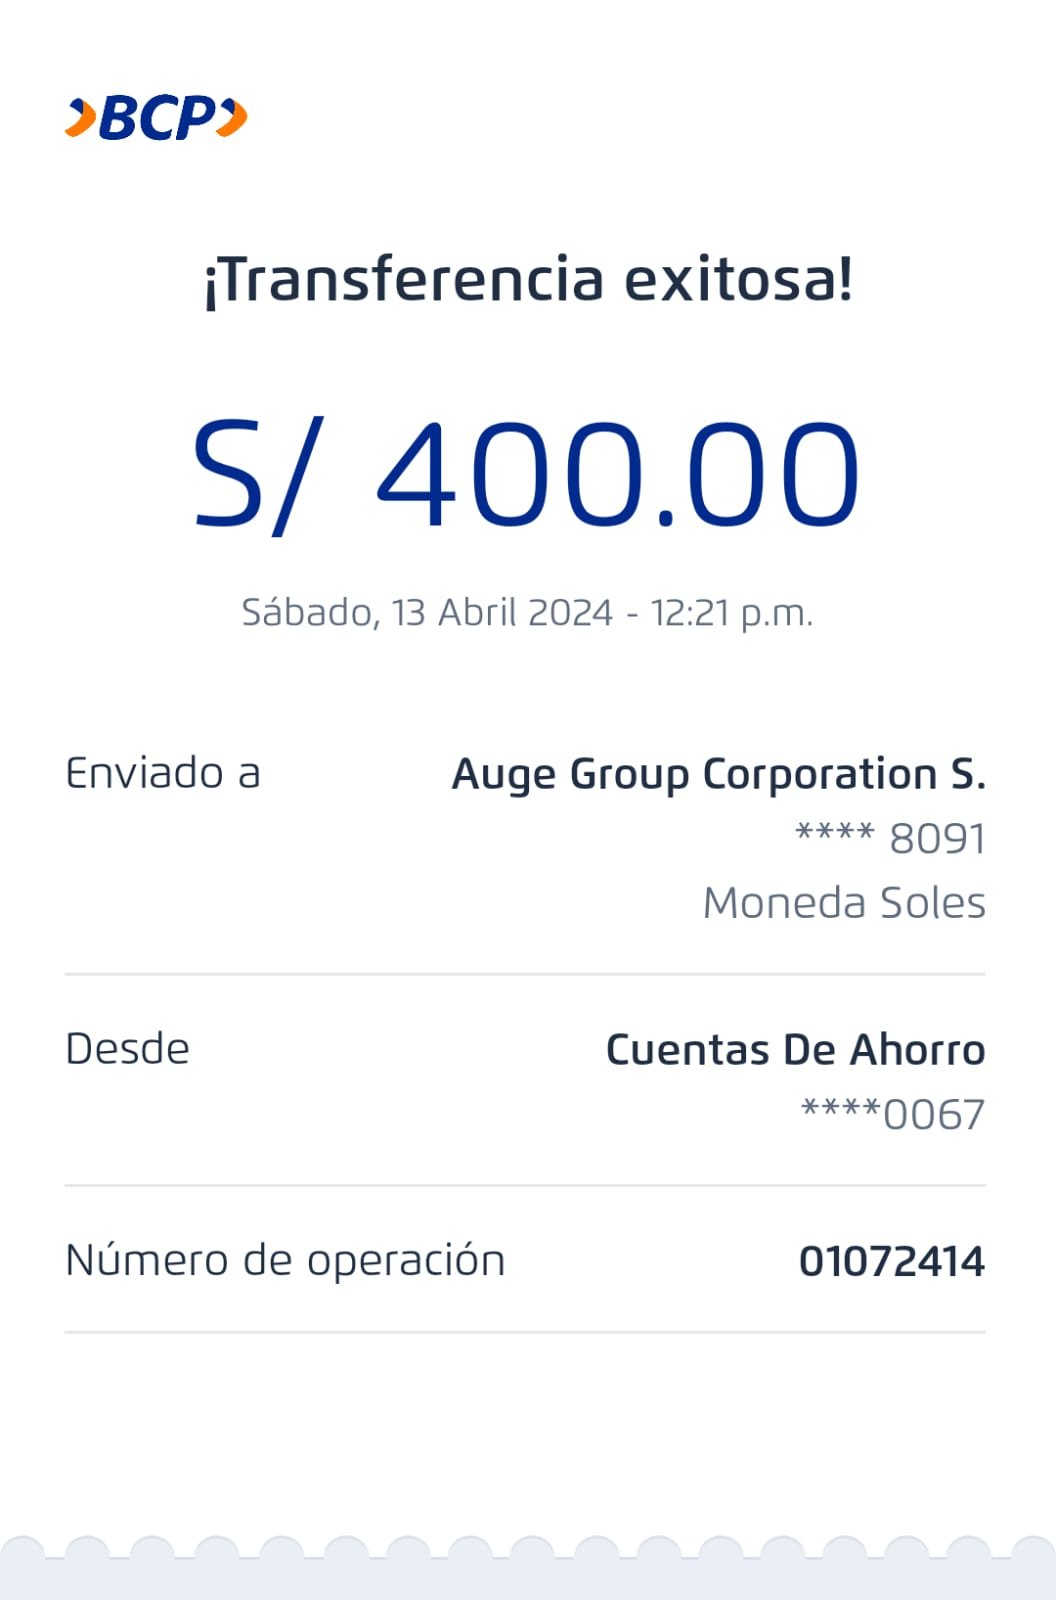 BCP
¡Transferencia exitosa!
S/ 400.00
Sábado, 13 Abril 2024 - 12:21 p.m.
Enviado a
Auge Group Corporation S.
**** 8091
Moneda Soles
Desde
Cuentas De Ahorro
****0067
Número de operación
01072414